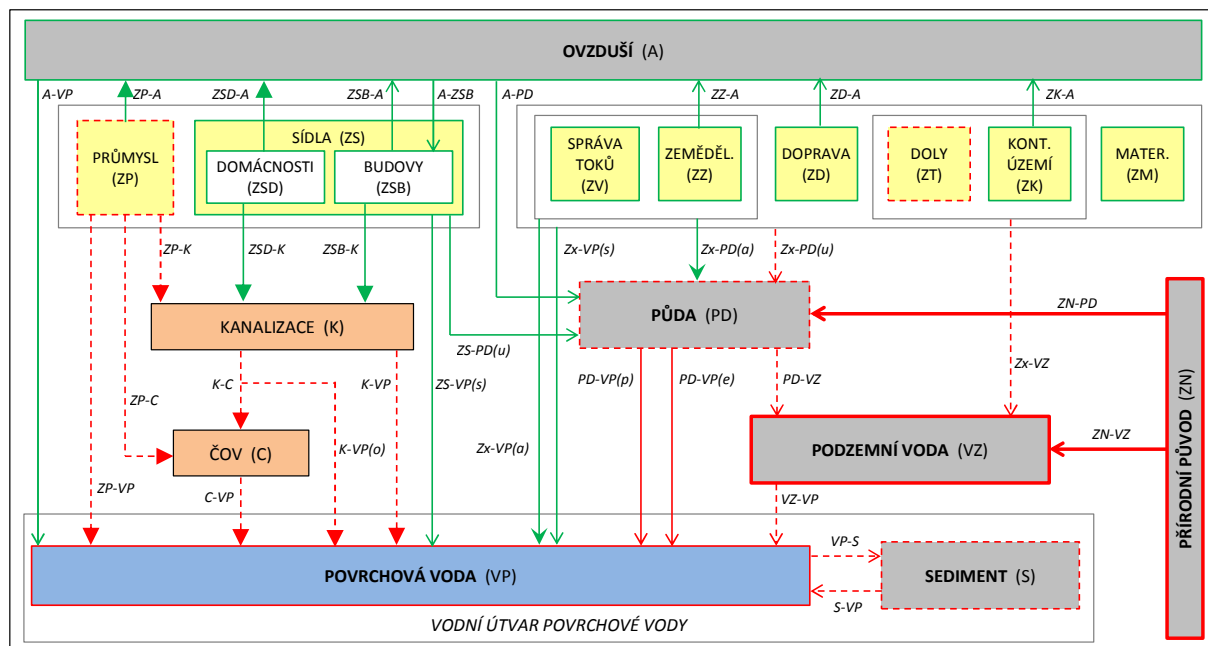 OVZDUŠÍ (A)
A-VP
ZP-A
ZSD-A
ZSB-A
A-ZSB
A-PD
ZZ-A
ZD-A
ZK-A
PRŮMYSL
(ZP)
SÍDLA (ZS)
DOMÁCNOSTI
(ZSD)
BUDOVY
(ZSB)
SPRÁVA
TOKŮ
(ZV)
ZEMĚDĚL.
(ZZ)
DOPRAVA
(ZD)
DOLY
(ZT)
KONT.
ÚZEMÍ
(ZK)
MATER.
(ZM)
ZP-K
ZSD-K
ZSB-K
Zx-VP(s)
Zx-PD(a)
Zx-PD(u)
KANALIZACE (K)
PŮDA (PD)
ZN-PD
ZS-PD(u)
ZP-C
K-C
K-VP
ZS-VP(s)
PD-VP(p)
PD-VP(e)
PD-VZ
Zx-VZ
ČOV (C)
K-VP(o)
Zx-VP(a)
PODZEMNÍ VODA (VZ)
ZN-VZ
PŘÍRODNÍ PŮVOD (ZN)
ZP-VP
C-VP
VZ-VP
POVRCHOVÁ VODA (VP)
VP-S
S-VP
SEDIMENT (S)
VODNÍ ÚTVAR POVRCHOVÉ VODY